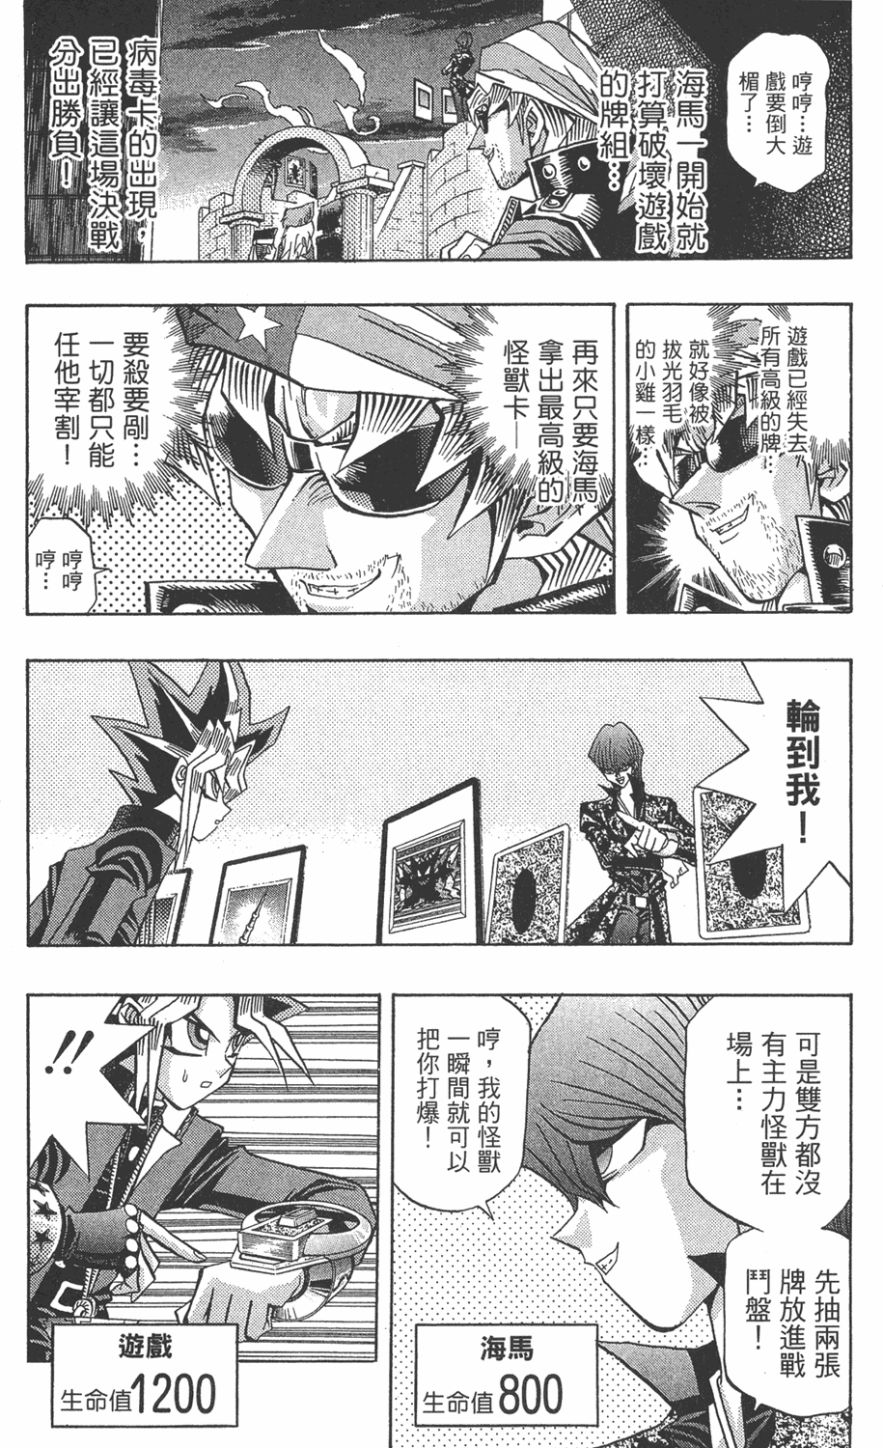 哼哼…遊
戲要倒大
楣了…
海馬一開始就
打算破壞遊戲
的牌組…
病毒卡的出現，
已經讓這場決戰
分出勝負！
遊戲已經失去
所有高級的牌…
就好像被
拔光羽毛
的小雞一樣…
再來只要海馬
拿出最高級的
怪獸卡—
要殺要剮…
一切都只能
任他宰割！
哼哼
哼…
輪到我！
可是雙方都沒
有主力怪獸在
場上…
先抽兩張
牌放進戰
鬥盤！
哼，我的怪獸
一瞬間就可以
把你打爆！
海馬
生命值800
!!
遊戲
生命值1200